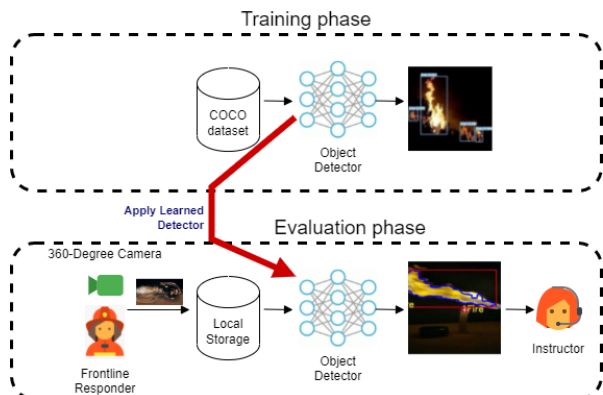 Training phase
COCO
dataset
Object
Detector
Apply Learned
Detector
Evaluation phase
360-Degree Camera
Local
Storage
Fire
Object
Detector
Instructor
Frontline
Responder